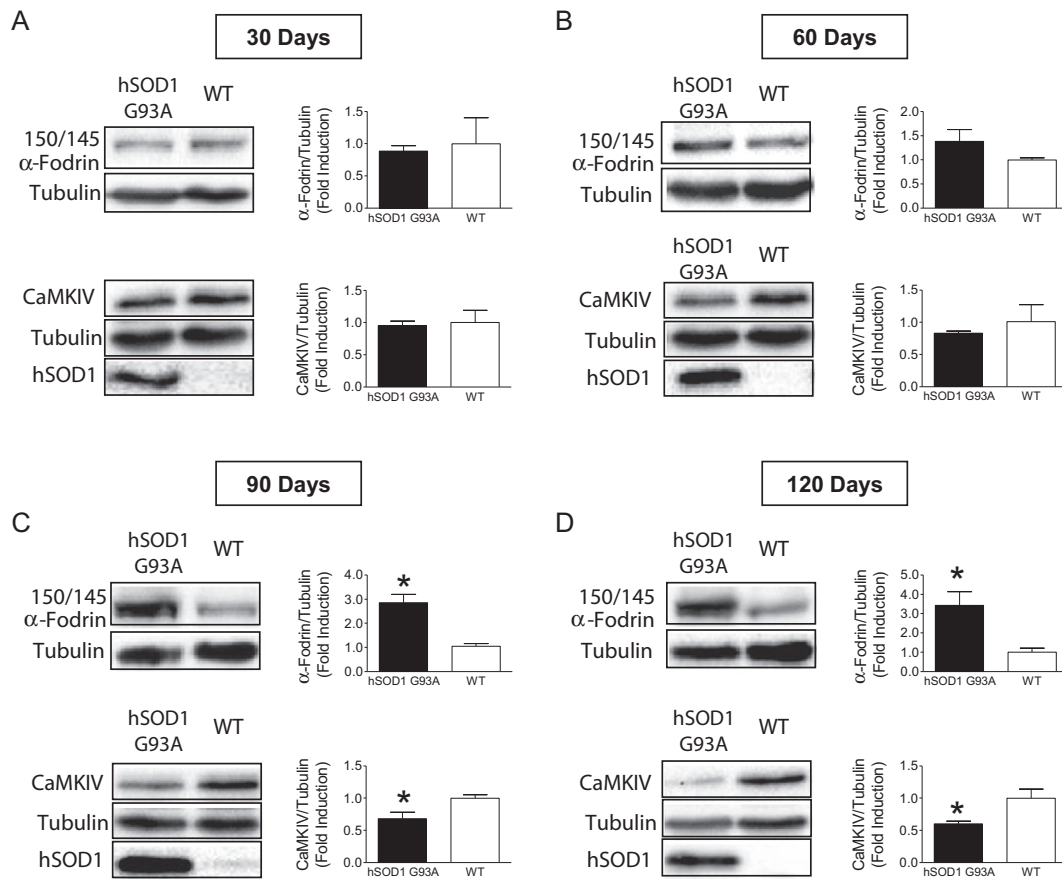 A
30 Days
hSOD1
G93A
WT
150/145
α-Fodrin
Tubulin
α-Fodrin/Tubulin
(Fold Induction)
1.5
1.0
0.5
0.0
hSOD1 G93A
WT
CaMKIV
Tubulin
hSOD1
CaMKIV/Tubulin
(Fold Induction)
1.5
1.0
0.5
0.0
hSOD1 G93A
WT
B
60 Days
hSOD1
G93A
WT
150/145
α-Fodrin
Tubulin
α-Fodrin/Tubulin
(Fold Induction)
2.0
1.5
1.0
0.5
0.0
hSOD1 G93A
WT
hSOD1
G93A
WT
CaMKIV
Tubulin
hSOD1
CaMKIV/Tubulin
(Fold Induction)
1.5
1.0
0.5
0.0
hSOD1 G93A
WT
C
90 Days
hSOD1
G93A
WT
150/145
α-Fodrin
Tubulin
α-Fodrin/Tubulin
(Fold Induction)
4.0
3.0
2.0
1.0
0.0
*
hSOD1 G93A
WT
hSOD1
G93A
WT
CaMKIV
Tubulin
hSOD1
CaMKIV/Tubulin
(Fold Induction)
1.5
1.0
0.5
0.0
*
hSOD1 G93A
WT
D
120 Days
hSOD1
G93A
WT
150/145
α-Fodrin
Tubulin
α-Fodrin/Tubulin
(Fold Induction)
5.0
4.0
3.0
2.0
1.0
0.0
*
hSOD1 G93A
WT
hSOD1
G93A
WT
CaMKIV
Tubulin
hSOD1
CaMKIV/Tubulin
(Fold Induction)
1.5
1.0
0.5
0.0
*
hSOD1 G93A
WT